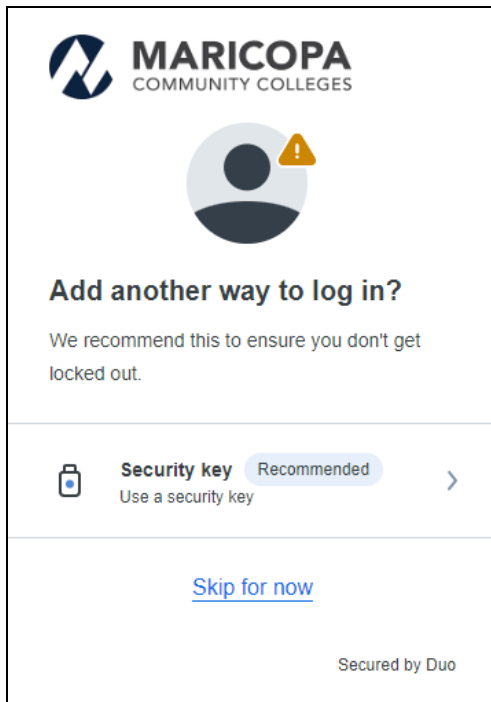 MARICOPA
COMMUNITY COLLEGES
Add another way to log in?
We recommend this to ensure you don't get
locked out.
Security key Recommended
Use a security key
Skip for now
Secured by Duo